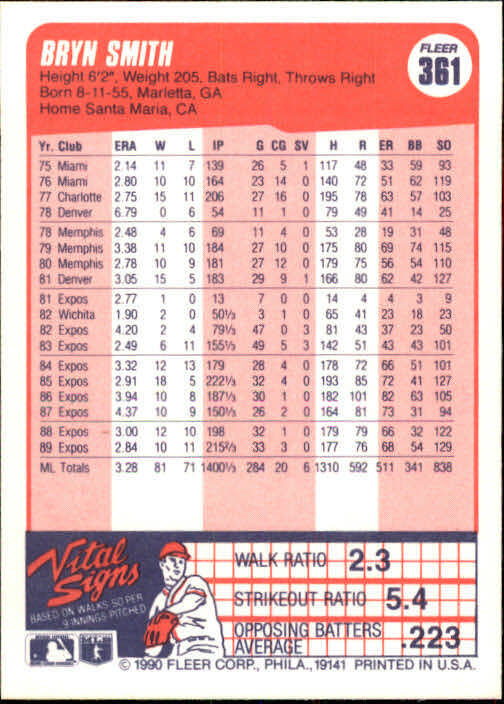 BRYN SMITH
FLEER
361
Height 6'2", Weight 205, Bats Right, Throws Right
Born 8-11-55, Marietta, GA
Home Santa Maria, CA
Yr. Club ERA W L IP G CG SV H R ER BB SO
75 Miami 2.14 11 7 139 26 5 1 117 48 33 59 93
76 Miami 2.80 10 10 164 23 14 0 140 72 51 62 119
77 Charlotte 2.75 15 11 206 27 16 0 195 78 63 57 103
78 Denver 6.79 0 6 54 11 1 0 79 49 41 14 25
78 Memphis 2.48 4 6 69 11 4 0 53 28 19 31 48
79 Memphis 3.38 11 10 184 27 10 0 175 80 69 74 115
80 Memphis 2.78 10 9 181 27 12 0 179 75 56 54 110
81 Denver 3.05 15 5 183 29 9 1 166 80 62 42 127
81 Expos 2.77 1 0 13 7 0 0 14 4 4 3 9
82 Wichita 1.90 2 0 50⅓ 3 1 0 65 41 23 18 23
82 Expos 4.20 2 4 79⅓ 47 0 3 81 43 37 23 50
83 Expos 2.49 6 11 155⅓ 49 5 3 142 51 43 43 101
84 Expos 3.32 12 13 179 28 4 0 178 72 66 51 101
85 Expos 2.91 18 5 222⅓ 32 4 0 193 85 72 41 127
86 Expos 3.94 10 8 187⅓ 30 1 0 182 101 82 63 105
87 Expos 4.37 10 9 150⅓ 26 2 0 164 81 73 31 94
88 Expos 3.00 12 10 198 32 1 0 179 79 66 32 122
89 Expos 2.84 10 11 215⅔ 33 3 0 177 76 68 54 129
ML Totals 3.28 81 71 1400⅓ 284 20 6 1310 592 511 341 838
Vital Signs
BASED ON WALKS SO PER
9 INNINGS PITCHED
WALK RATIO 2.3
STRIKEOUT RATIO 5.4
OPPOSING BATTERS
AVERAGE .223
© 1990 FLEER CORP., PHILA., 19141 PRINTED IN U.S.A.